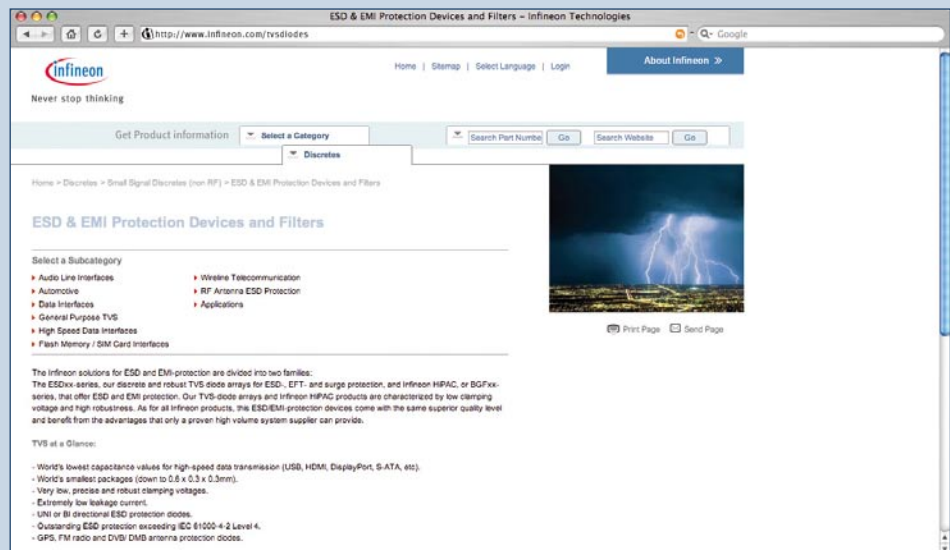 ESD & EMI Protection Devices and Filters – Infineon Technologies
http://www.infineon.com/tvsdiodes
Google
infineon
Never stop thinking
Home | Sitemap | Select Language | Login
About Infineon »
Get Product information
Select a Category
Search Part Numbe
Go
Search Website
Go
Discretes
Home > Discretes > Small Signal Discretes (non RF) > ESD & EMI Protection Devices and Filters
ESD & EMI Protection Devices and Filters
Select a Subcategory
Audio Line Interfaces
Automotive
Data Interfaces
General Purpose TVS
High Speed Data Interfaces
Flash Memory / SIM Card Interfaces
Wireline Telecommunication
RF Antenna ESD Protection
Applications
Print Page
Send Page
The Infineon solutions for ESD and EMI-protection are divided into two families:
The ESDxx-series, our discrete and robust TVS diode arrays for ESD-, EFT- and surge protection, and Infineon HiPAC, or BGFxx-
series, that offer ESD and EMI protection. Our TVS-diode arrays and Infineon HiPAC products are characterized by low clamping
voltage and high robustness. As for all Infineon products, this ESD/EMI-protection devices come with the same superior quality level
and benefit from the advantages that only a proven high volume system supplier can provide.
TVS at a Glance:
- World's lowest capacitance values for high-speed data transmission (USB, HDMI, DisplayPort, S-ATA, etc).
- World's smallest packages (down to 0.6 x 0.3 x 0.3mm).
- Very low, precise and robust clamping voltages.
- Extremely low leakage current.
- UNI or BI directional ESD protection diodes.
- Outstanding ESD protection exceeding IEC 61000-4-2 Level 4.
- GPS, FM radio and DVB/ DMB antenna protection diodes.